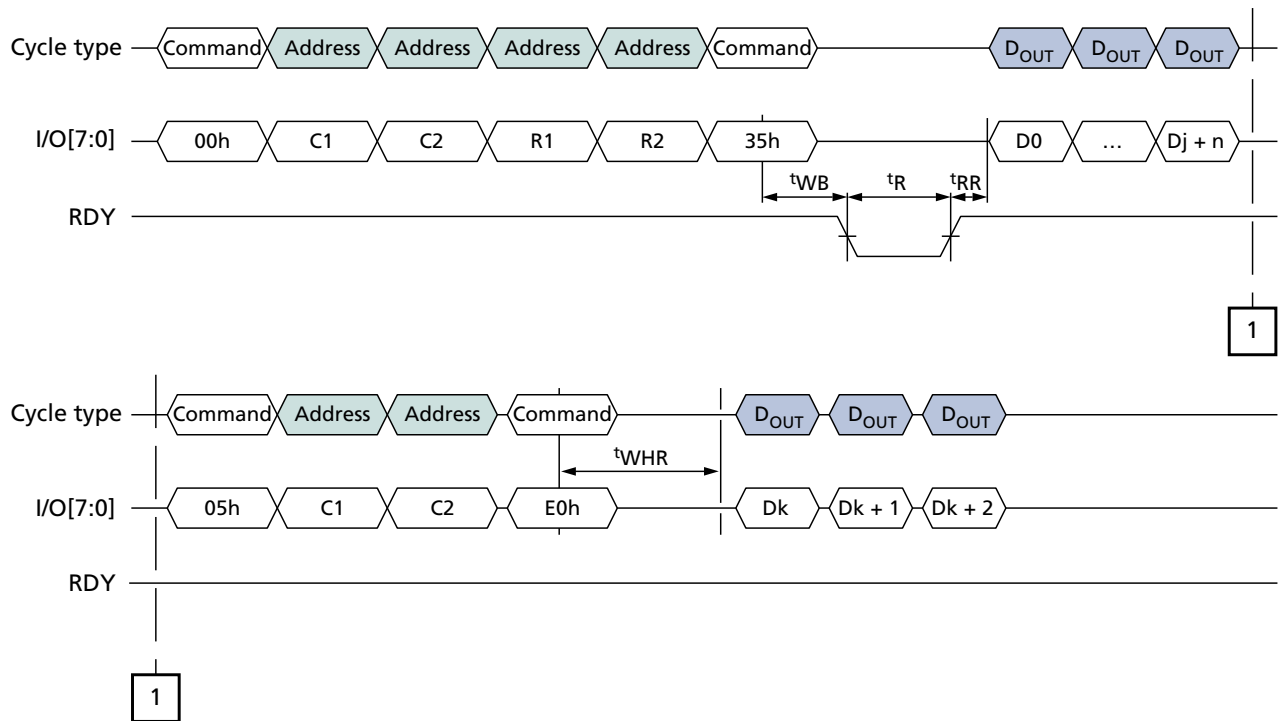 Cycle type Command Address Address Address Address Command DOUT DOUT DOUT
I/O[7:0] 00h C1 C2 R1 R2 35h D0 … Dj + n
tWB tR tRR
RDY
1
Cycle type Command Address Address Command DOUT DOUT DOUT
tWHR
I/O[7:0] 05h C1 C2 E0h Dk Dk + 1 Dk + 2
RDY
1